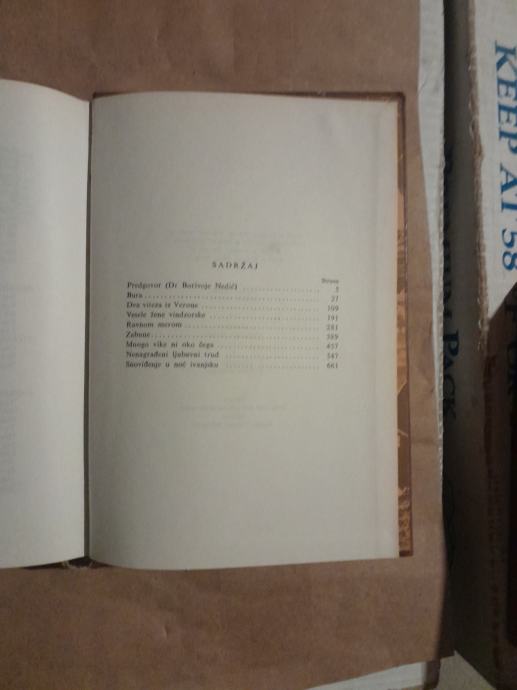 SADRŽAJ
Strana
Predgovor (Dr Borivoje Nedić) 5
Bura 27
Dva viteza iz Verone 109
Vesele žene vindzorske 191
Ravnom merom 281
Zabune 389
Mnogo vike ni oko čega 457
Nenagrađeni ljubavni trud 547
Snoviđenje u noć ivanjsku 661
KEEP AT 58
PACK